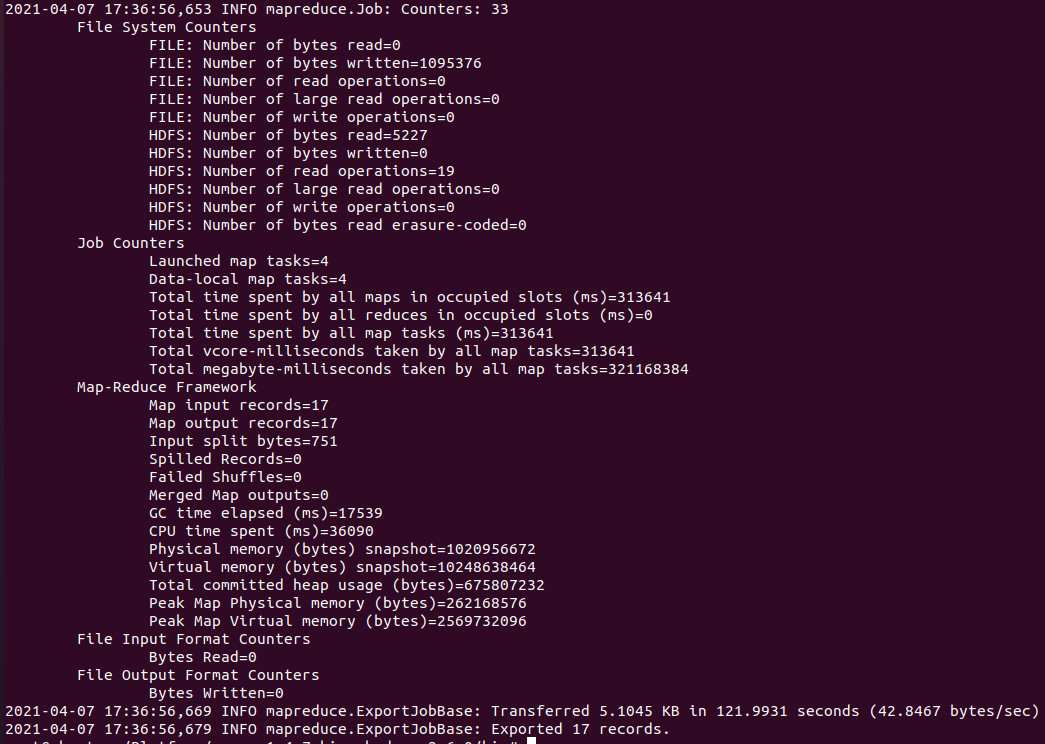 2021-04-07 17:36:56,653 INFO mapreduce.Job: Counters: 33
File System Counters
FILE: Number of bytes read=0
FILE: Number of bytes written=1095376
FILE: Number of read operations=0
FILE: Number of large read operations=0
FILE: Number of write operations=0
HDFS: Number of bytes read=5227
HDFS: Number of bytes written=0
HDFS: Number of read operations=19
HDFS: Number of large read operations=0
HDFS: Number of write operations=0
HDFS: Number of bytes read erasure-coded=0
Job Counters
Launched map tasks=4
Data-local map tasks=4
Total time spent by all maps in occupied slots (ms)=313641
Total time spent by all reduces in occupied slots (ms)=0
Total time spent by all map tasks (ms)=313641
Total vcore-milliseconds taken by all map tasks=313641
Total megabyte-milliseconds taken by all map tasks=321168384
Map-Reduce Framework
Map input records=17
Map output records=17
Input split bytes=751
Spilled Records=0
Failed Shuffles=0
Merged Map outputs=0
GC time elapsed (ms)=17539
CPU time spent (ms)=36090
Physical memory (bytes) snapshot=1020956672
Virtual memory (bytes) snapshot=10248638464
Total committed heap usage (bytes)=675807232
Peak Map Physical memory (bytes)=262168576
Peak Map Virtual memory (bytes)=2569732096
File Input Format Counters
Bytes Read=0
File Output Format Counters
Bytes Written=0
2021-04-07 17:36:56,669 INFO mapreduce.ExportJobBase: Transferred 5.1045 KB in 121.9931 seconds (42.8467 bytes/sec)
2021-04-07 17:36:56,679 INFO mapreduce.ExportJobBase: Exported 17 records.